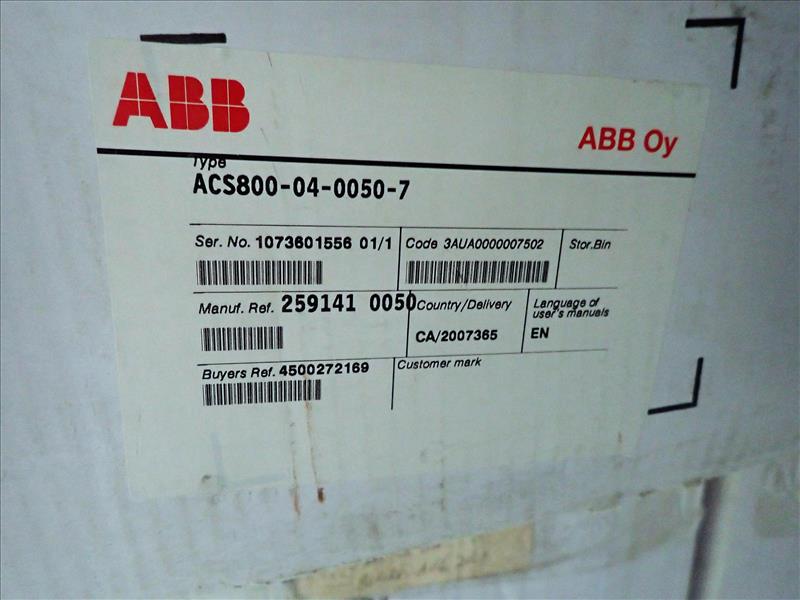 ABB
ABB Oy
Type
ACS800-04-0050-7
Ser. No. 1073601556 01/1
Code 3AUA0000007502
Stor.Bin
Manuf. Ref. 259141 0050
Country/Delivery
CA/2007365
Language of
user's manuals
EN
Buyers Ref. 4500272169
Customer mark